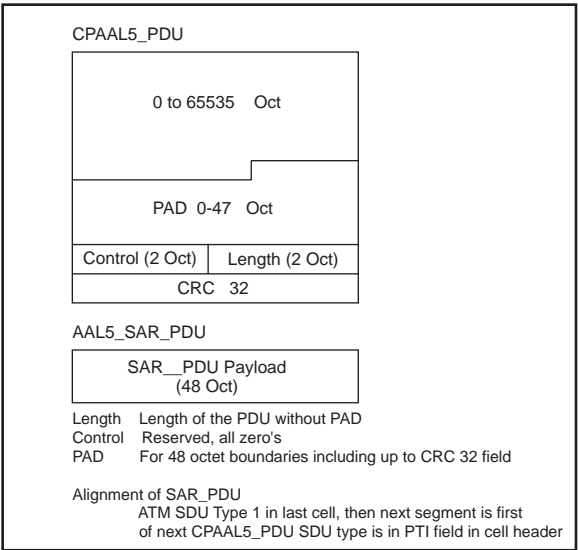 CPAAL5_PDU
0 to 65535 Oct
PAD 0-47 Oct
Control (2 Oct) Length (2 Oct)
CRC 32
AAL5_SAR_PDU
SAR__PDU Payload
(48 Oct)
Length Length of the PDU without PAD
Control Reserved, all zero's
PAD For 48 octet boundaries including up to CRC 32 field
Alignment of SAR_PDU
ATM SDU Type 1 in last cell, then next segment is first
of next CPAAL5_PDU SDU type is in PTI field in cell header